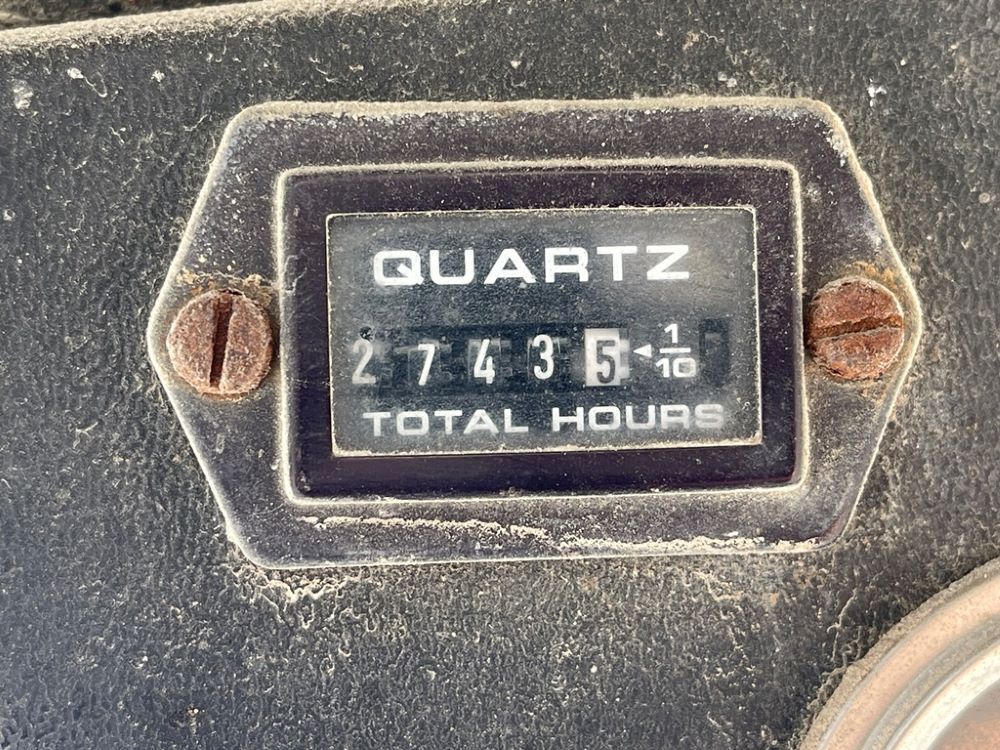 QUARTZ
27435 ◄ 1/10
TOTAL HOURS